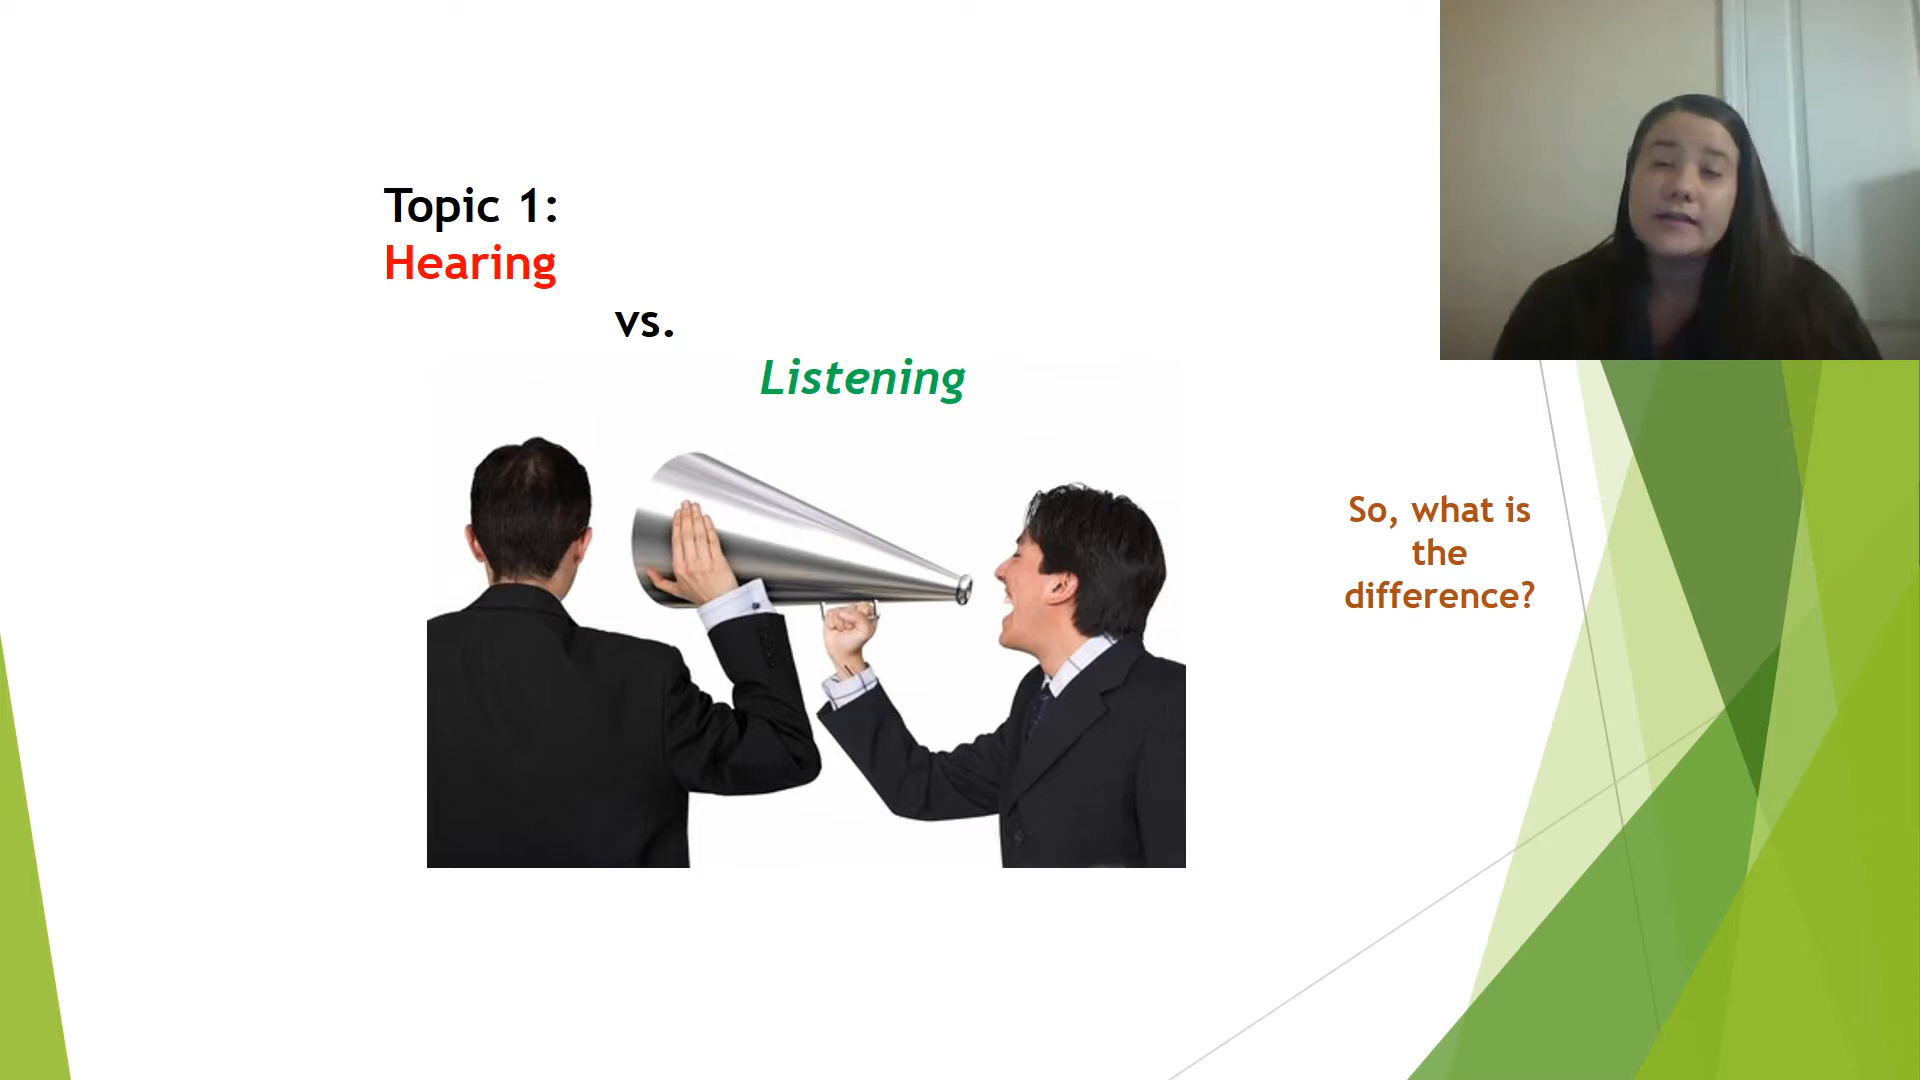 Topic 1:
Hearing
vs.
Listening
So, what is
the
difference?